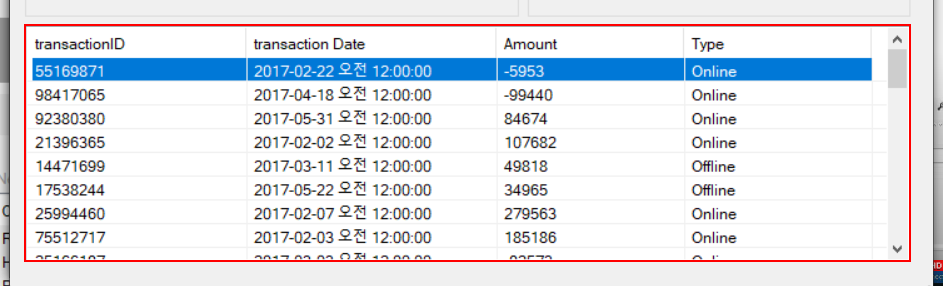 transactionID transaction Date Amount Type
55169871 2017-02-22 오전 12:00:00 -5953 Online
98417065 2017-04-18 오전 12:00:00 -99440 Online
92380380 2017-05-31 오전 12:00:00 84674 Online
21396365 2017-02-02 오전 12:00:00 107682 Online
14471699 2017-03-11 오전 12:00:00 49818 Offline
17538244 2017-05-22 오전 12:00:00 34965 Offline
25994460 2017-02-07 오전 12:00:00 279563 Online
75512717 2017-02-03 오전 12:00:00 185186 Online